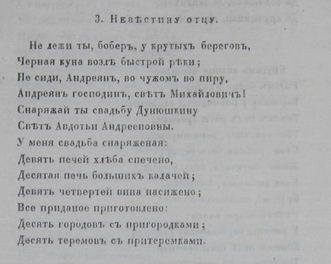 3. Невѣстину отцу.
Не лежи ты, боберъ, у крутыхъ береговъ,
Черная куна возлѣ быстрой рѣки;
Не сиди, Андреянъ, во чужомъ во пиру,
Андреянъ господинъ, свѣтъ Михайловичъ!
Снаряжай ты свадьбу Дунюшкину
Свѣтъ Авдотьи Андрееповны.
У меня свадьба снаряженая:
Девять печей хлѣба спечено,
Десятая печь большихъ калачей;
Девять четвертей вина насижено;
Все приданое приготовлено:
Десять городовъ съ пригородками;
Десять теремовъ съ притеремками.